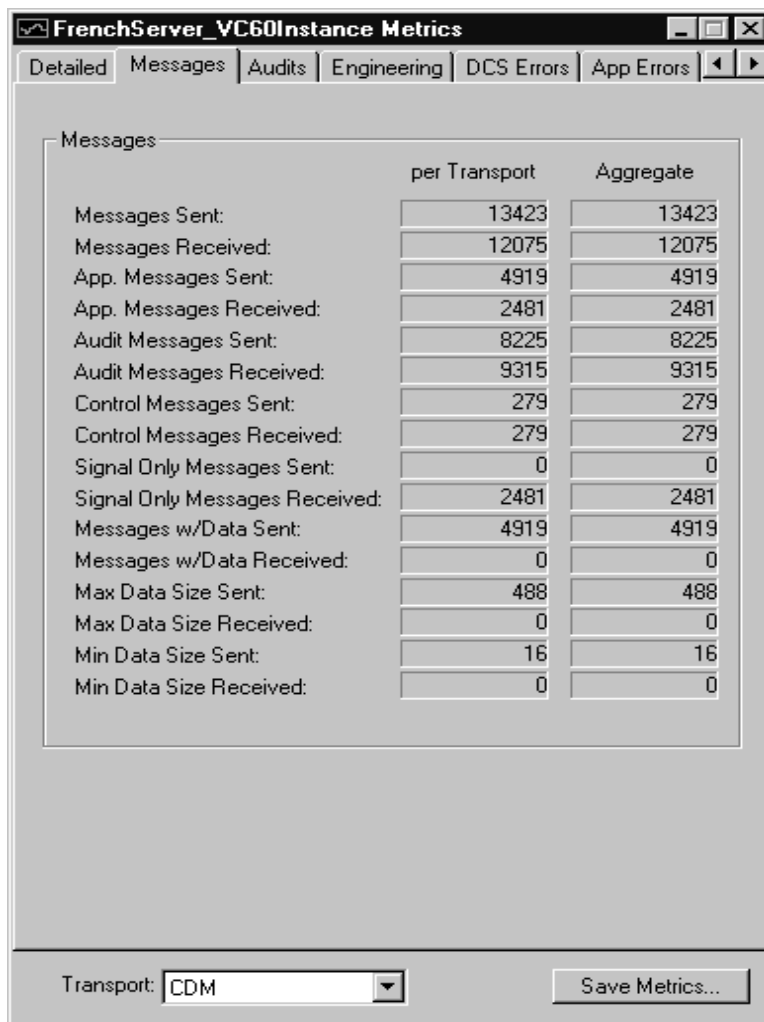 FrenchServer_VC60Instance Metrics
Detailed Messages Audits Engineering DCS Errors App Errors
Messages
per Transport Aggregate
Messages Sent: 13423 13423
Messages Received: 12075 12075
App. Messages Sent: 4919 4919
App. Messages Received: 2481 2481
Audit Messages Sent: 8225 8225
Audit Messages Received: 9315 9315
Control Messages Sent: 279 279
Control Messages Received: 279 279
Signal Only Messages Sent: 0 0
Signal Only Messages Received: 2481 2481
Messages w/Data Sent: 4919 4919
Messages w/Data Received: 0 0
Max Data Size Sent: 488 488
Max Data Size Received: 0 0
Min Data Size Sent: 16 16
Min Data Size Received: 0 0
Transport: CDM Save Metrics...